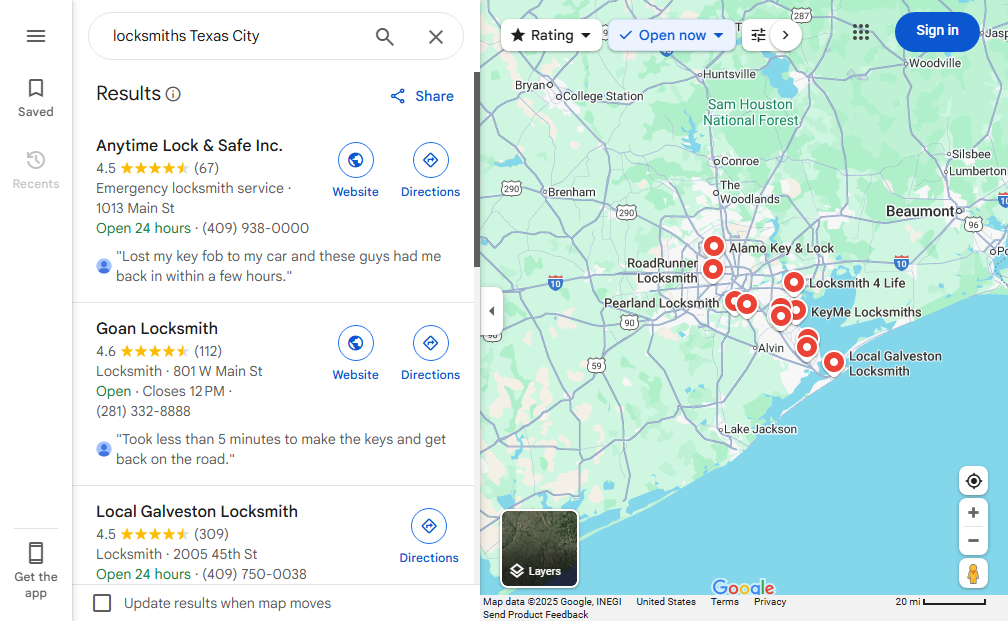 locksmiths Texas City
Saved
Recents
Get the
app
Results
Share
Anytime Lock & Safe Inc.
4.5 (67)
Emergency locksmith service ·
1013 Main St
Open 24 hours · (409) 938-0000
Website
Directions
"Lost my key fob to my car and these guys had me
back in within a few hours."
Goan Locksmith
4.6 (112)
Locksmith · 801 W Main St
Open · Closes 12 PM ·
(281) 332-8888
Website
Directions
"Took less than 5 minutes to make the keys and get
back on the road."
Local Galveston Locksmith
4.5 (309)
Locksmith · 2005 45th St
Open 24 hours · (409) 750-0038
Directions
Update results when map moves
Rating
Open now
Sign in
287
Woodville
Huntsville
Bryan
College Station
Sam Houston
National Forest
Silsbee
Lumberton
Conroe
290
Brenham
The
Woodlands
290
Beaumont
96
10
Alamo Key & Lock
RoadRunner
Locksmith
10
10
Locksmith 4 Life
Pearland Locksmith
KeyMe Locksmiths
90
90
Alvin
Local Galveston
Locksmith
59
Lake Jackson
Layers
Google
Map data ©2025 Google, INEGI
United States
Terms
Privacy
20 mi
Send Product Feedback